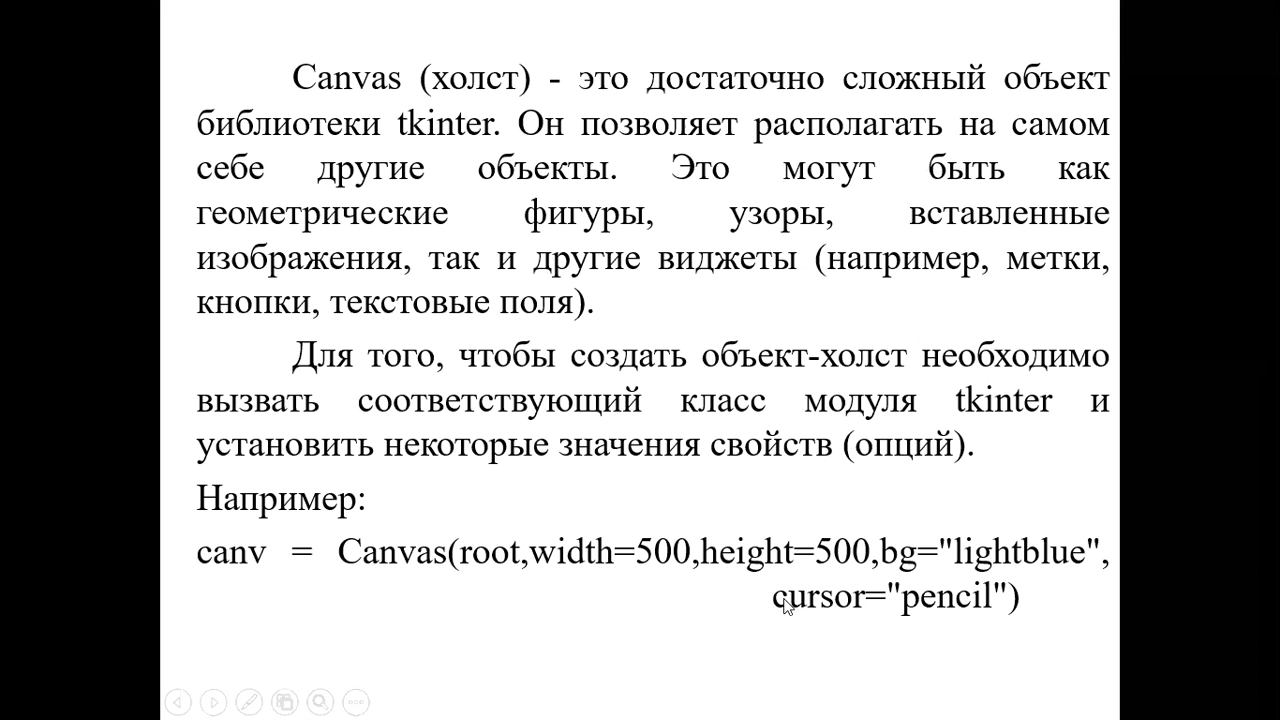 Canvas (холст) - это достаточно сложный объект
библиотеки tkinter. Он позволяет располагать на самом
себе другие объекты. Это могут быть как
геометрические фигуры, узоры, вставленные
изображения, так и другие виджеты (например, метки,
кнопки, текстовые поля).
Для того, чтобы создать объект-холст необходимо
вызвать соответствующий класс модуля tkinter и
установить некоторые значения свойств (опций).
Например:
canv = Canvas(root,width=500,height=500,bg="lightblue",
cursor="pencil")